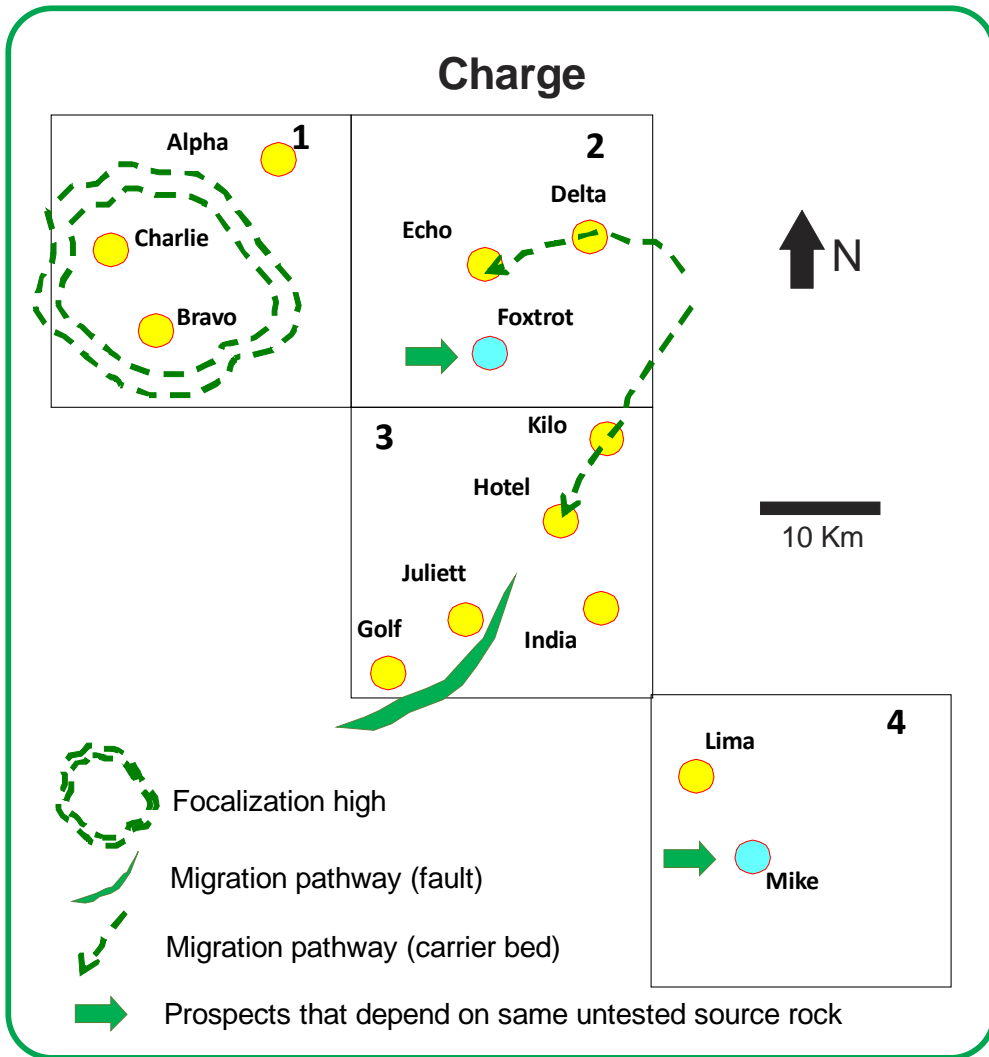 Charge
1
Alpha
Charlie
Bravo
2
Delta
Echo
Foxtrot
N
3
Kilo
Hotel
Juliett
Golf
India
10 Km
4
Lima
Mike
Focalization high
Migration pathway (fault)
Migration pathway (carrier bed)
Prospects that depend on same untested source rock